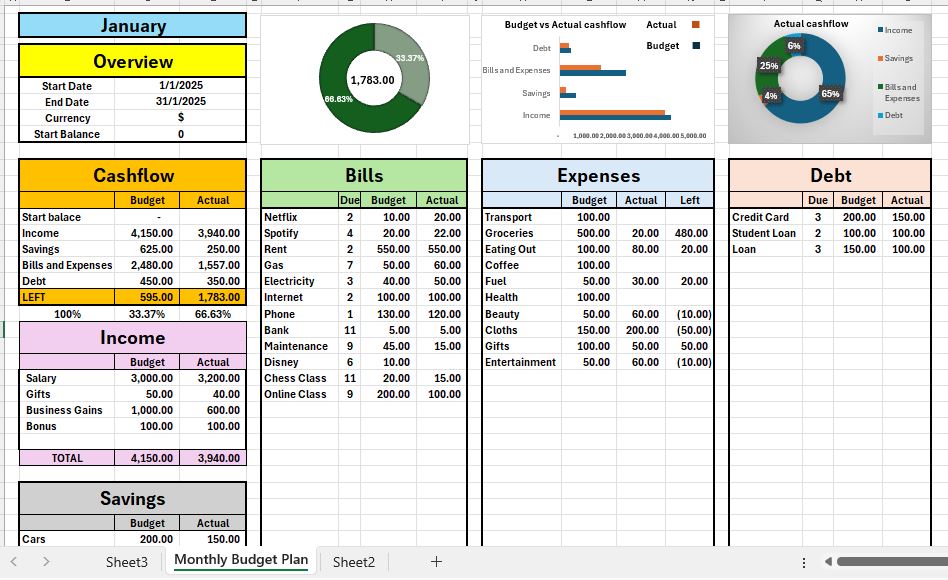 January
Overview
Start Date 1/1/2025
End Date 31/1/2025
Currency $
Start Balance 0
33.37%
1,783.00
66.63%
Budget vs Actual cashflow
Actual
Budget
Debt
Bills and Expenses
Savings
Income
- 1,000.00 2,000.00 3,000.00 4,000.00 5,000.00
Actual cashflow
6%
25%
4%
65%
Income
Savings
Bills and
Expenses
Debt
Cashflow
Budget Actual
Start balace -
Income 4,150.00 3,940.00
Savings 625.00 250.00
Bills and Expenses 2,480.00 1,557.00
Debt 450.00 350.00
LEFT 595.00 1,783.00
100% 33.37% 66.63%
Income
Budget Actual
Salary 3,000.00 3,200.00
Gifts 50.00 40.00
Business Gains 1,000.00 600.00
Bonus 100.00 100.00
TOTAL 4,150.00 3,940.00
Savings
Budget Actual
Cars 200.00 150.00
Bills
Due Budget Actual
Netflix 2 10.00 20.00
Spotify 4 20.00 22.00
Rent 2 550.00 550.00
Gas 7 50.00 60.00
Electricity 3 40.00 50.00
Internet 2 100.00 100.00
Phone 1 130.00 120.00
Bank 11 5.00 5.00
Maintenance 9 45.00 15.00
Disney 6 10.00
Chess Class 11 20.00 15.00
Online Class 9 200.00 100.00
Expenses
Budget Actual Left
Transport 100.00
Groceries 500.00 20.00 480.00
Eating Out 100.00 80.00 20.00
Coffee 100.00
Fuel 50.00 30.00 20.00
Health 100.00
Beauty 50.00 60.00 (10.00)
Cloths 150.00 200.00 (50.00)
Gifts 100.00 50.00 50.00
Entertainment 50.00 60.00 (10.00)
Debt
Due Budget Actual
Credit Card 3 200.00 150.00
Student Loan 2 100.00 100.00
Loan 3 150.00 100.00
Sheet3 Monthly Budget Plan Sheet2